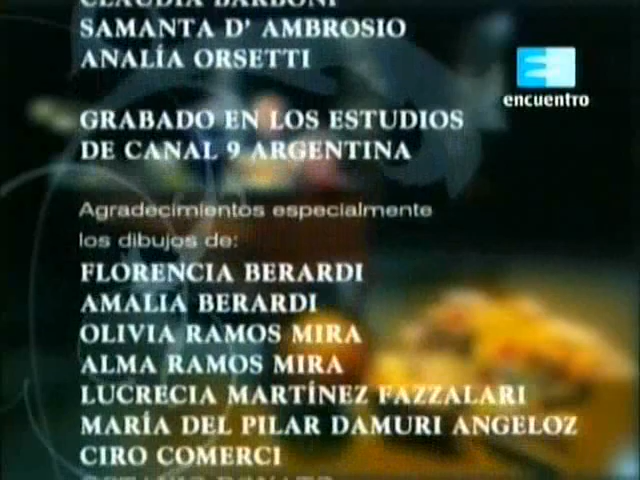 CLAUDIA BARBONI
SAMANTA D' AMBROSIO
ANALÍA ORSETTI
encuentro
GRABADO EN LOS ESTUDIOS
DE CANAL 9 ARGENTINA
Agradecimientos especialmente
los dibujos de:
FLORENCIA BERARDI
AMALIA BERARDI
OLIVIA RAMOS MIRA
ALMA RAMOS MIRA
LUCRECIA MARTÍNEZ FAZZALARI
MARÍA DEL PILAR DAMURI ANGELOZ
CIRO COMERCI